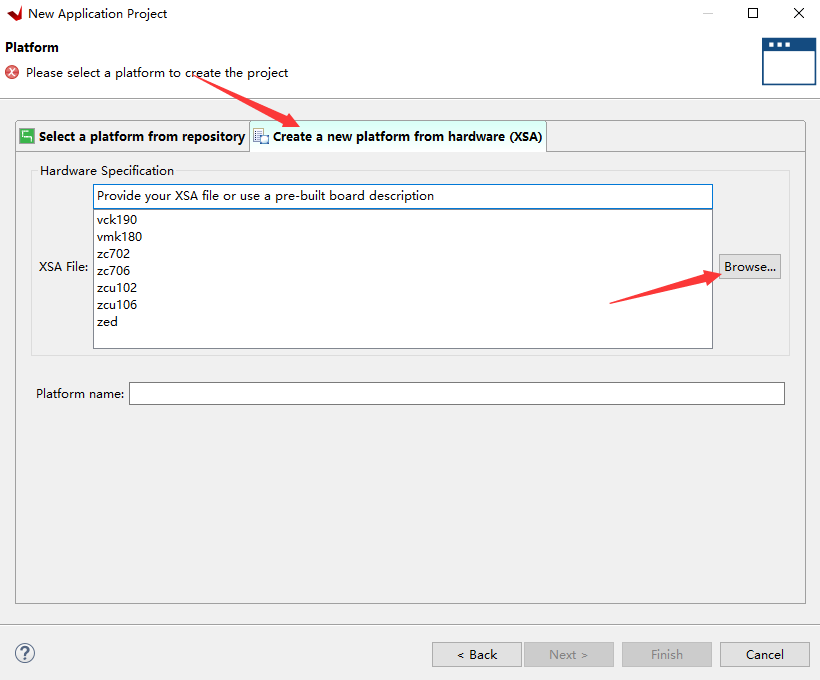 New Application Project
Platform
Please select a platform to create the project
Select a platform from repository
Create a new platform from hardware (XSA)
Hardware Specification
Provide your XSA file or use a pre-built board description
vck190
vmk180
zc702
XSA File:
zc706
Browse...
zcu102
zcu106
zed
Platform name:
?
< Back
Next >
Finish
Cancel